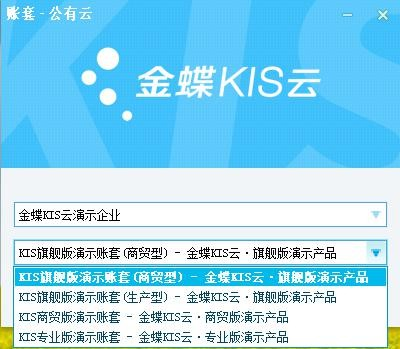 账套 - 公有云
金蝶KIS云
金蝶KIS云演示企业
KIS旗舰版演示账套(商贸型) - 金蝶KIS云·旗舰版演示产品
KIS旗舰版演示账套(商贸型) - 金蝶KIS云·旗舰版演示产品
KIS旗舰版演示账套(生产型) - 金蝶KIS云·旗舰版演示产品
KIS商贸版演示账套 - 金蝶KIS云·商贸版演示产品
KIS专业版演示账套 - 金蝶KIS云·专业版演示产品